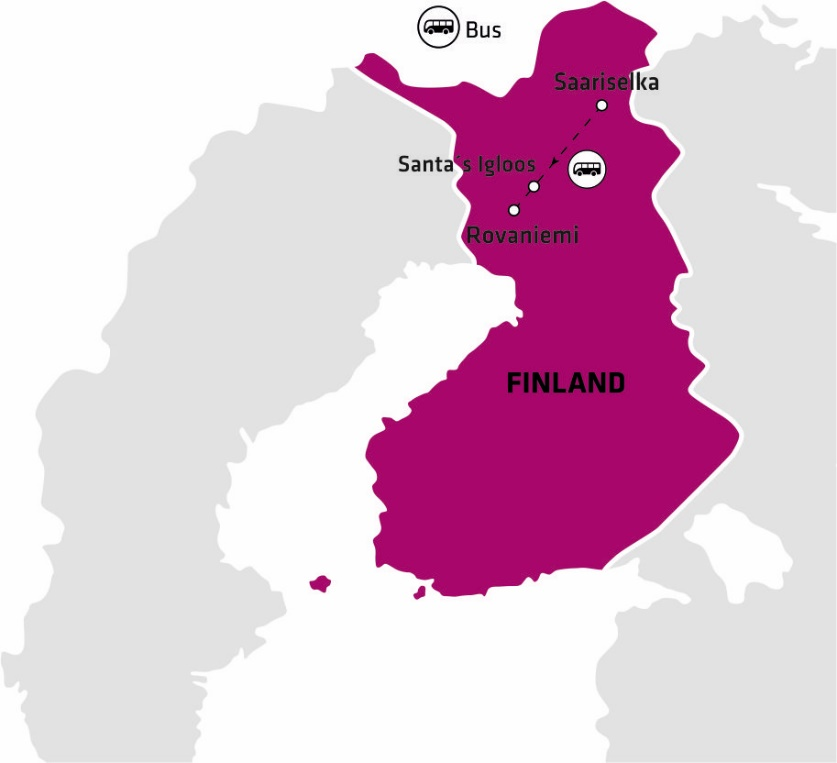 Bus
Saariselka
Santa´s Igloos
Rovaniemi
FINLAND